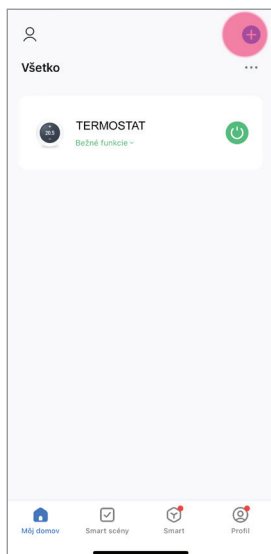 Všetko
TERMOSTAT
20.5
Bežné funkcie
Môj domov
Smart scény
Smart
Profil